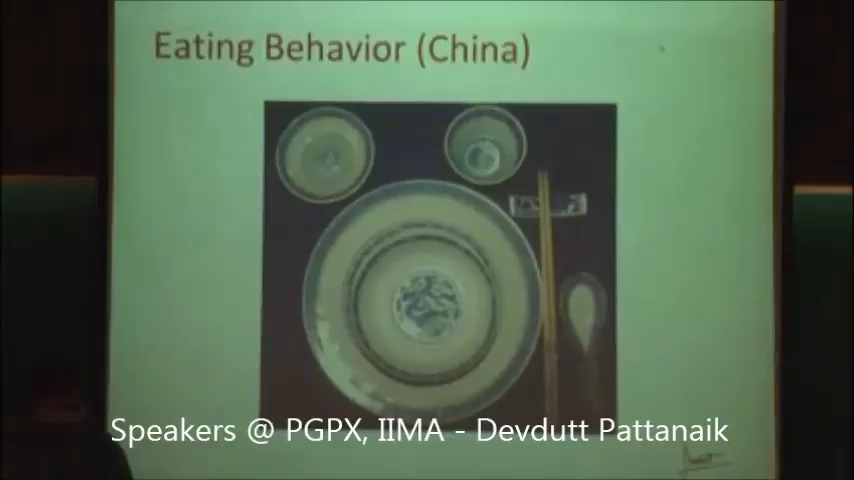 Eating Behavior (China)
Speakers @ PGPX, IIMA - Devdutt Pattanaik